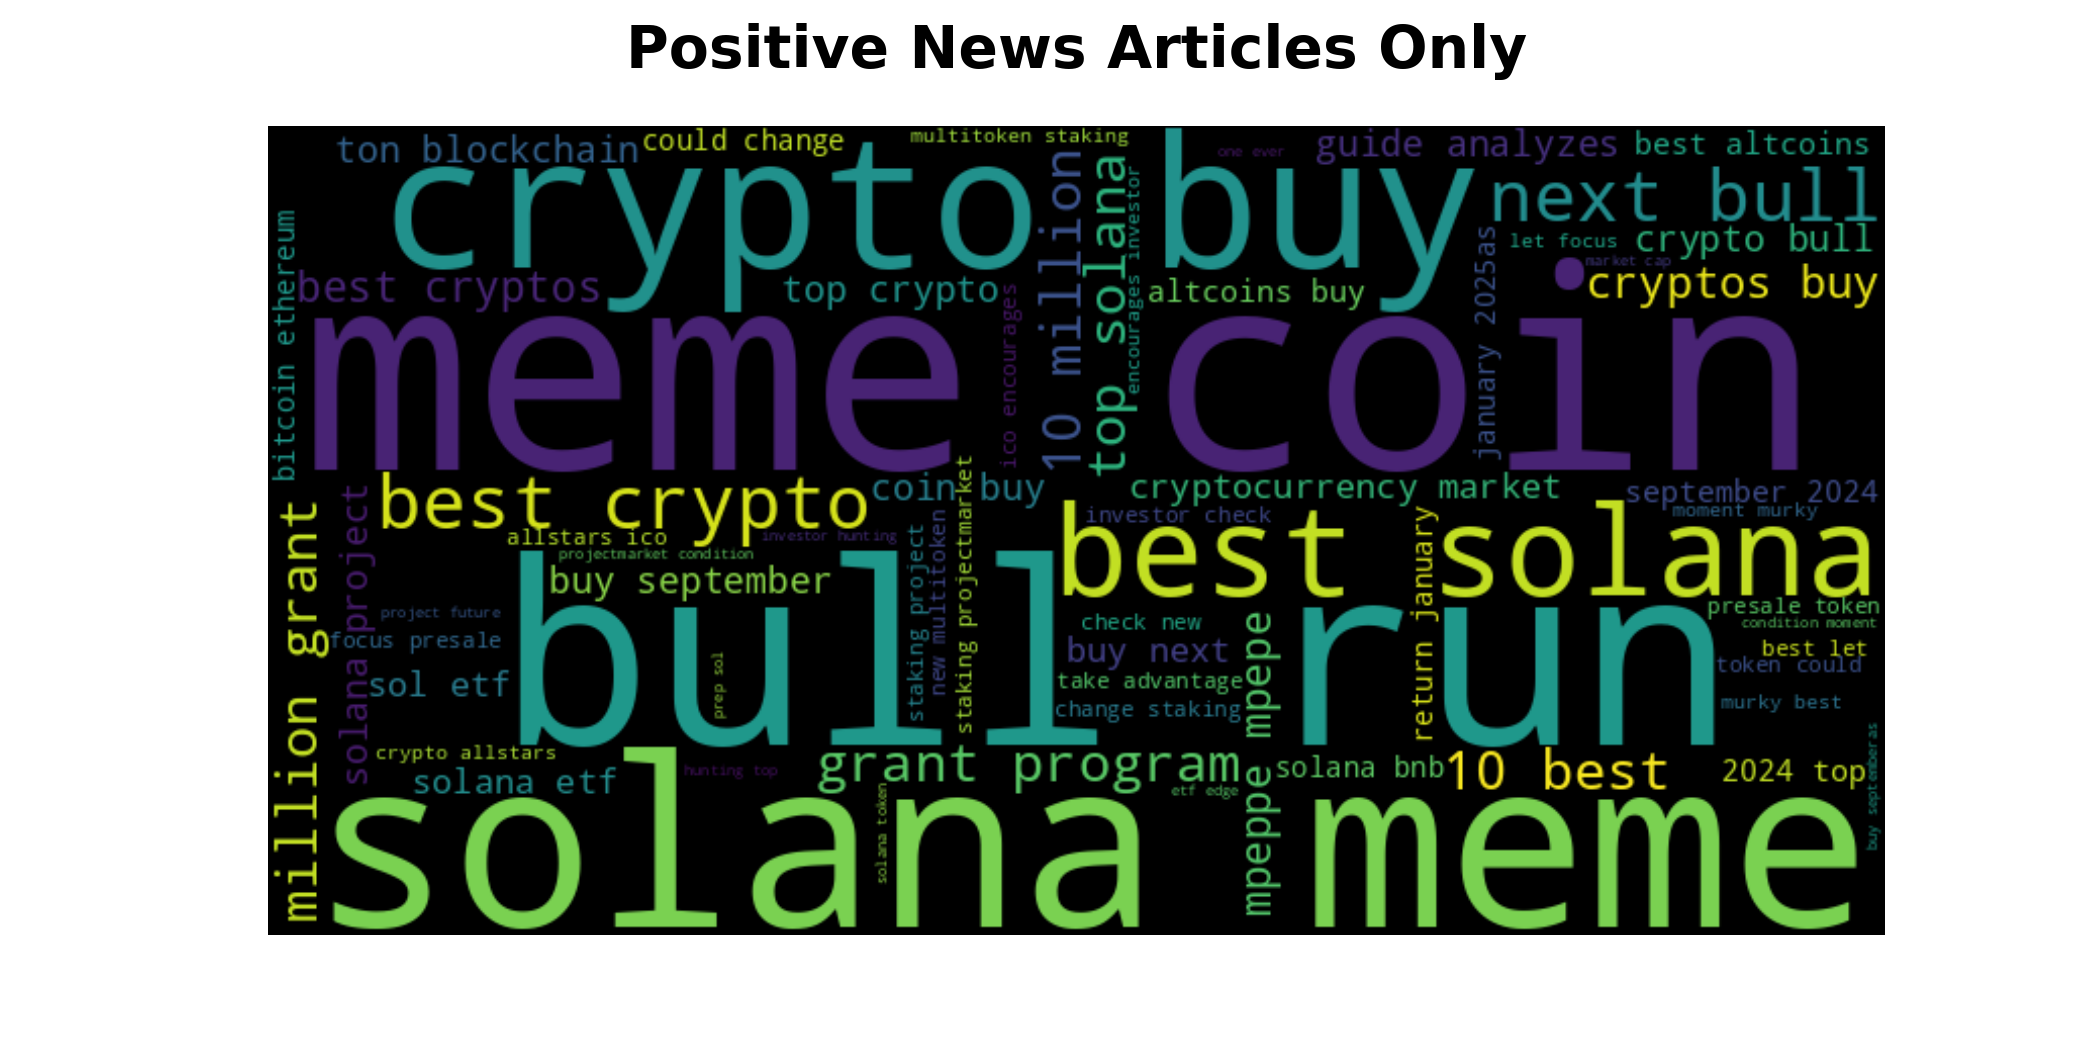 Positive News Articles Only
ton blockchain
could change
multitoken staking
one ever
guide analyzes
best altcoins
crypto buy
next bull
10 million
top solana
encourages investor
let focus
crypto bull
bitcoin ethereum
best cryptos
top crypto
altcoins buy
january 2025as
market cap
cryptos buy
meme coin
ico encourages
best crypto
coin buy
cryptocurrency market
september 2024
moment murky
investor check
million grant
solana project
allstars ico
investor hunting
projectmarket condition
buy september
best solana
staking project
new multitoken
staking projectmarket
return january
project future
focus presale
sol etf
prep sol
bull run
check new
buy next
take advantage
change staking
mpeppe mpepe
presale token
condition moment
best let
token could
murky best
crypto allstars
solana etf
hunting top
grant program
etf edge
solana bnb
10 best
2024 top
buy septemberas
solana token
solana meme